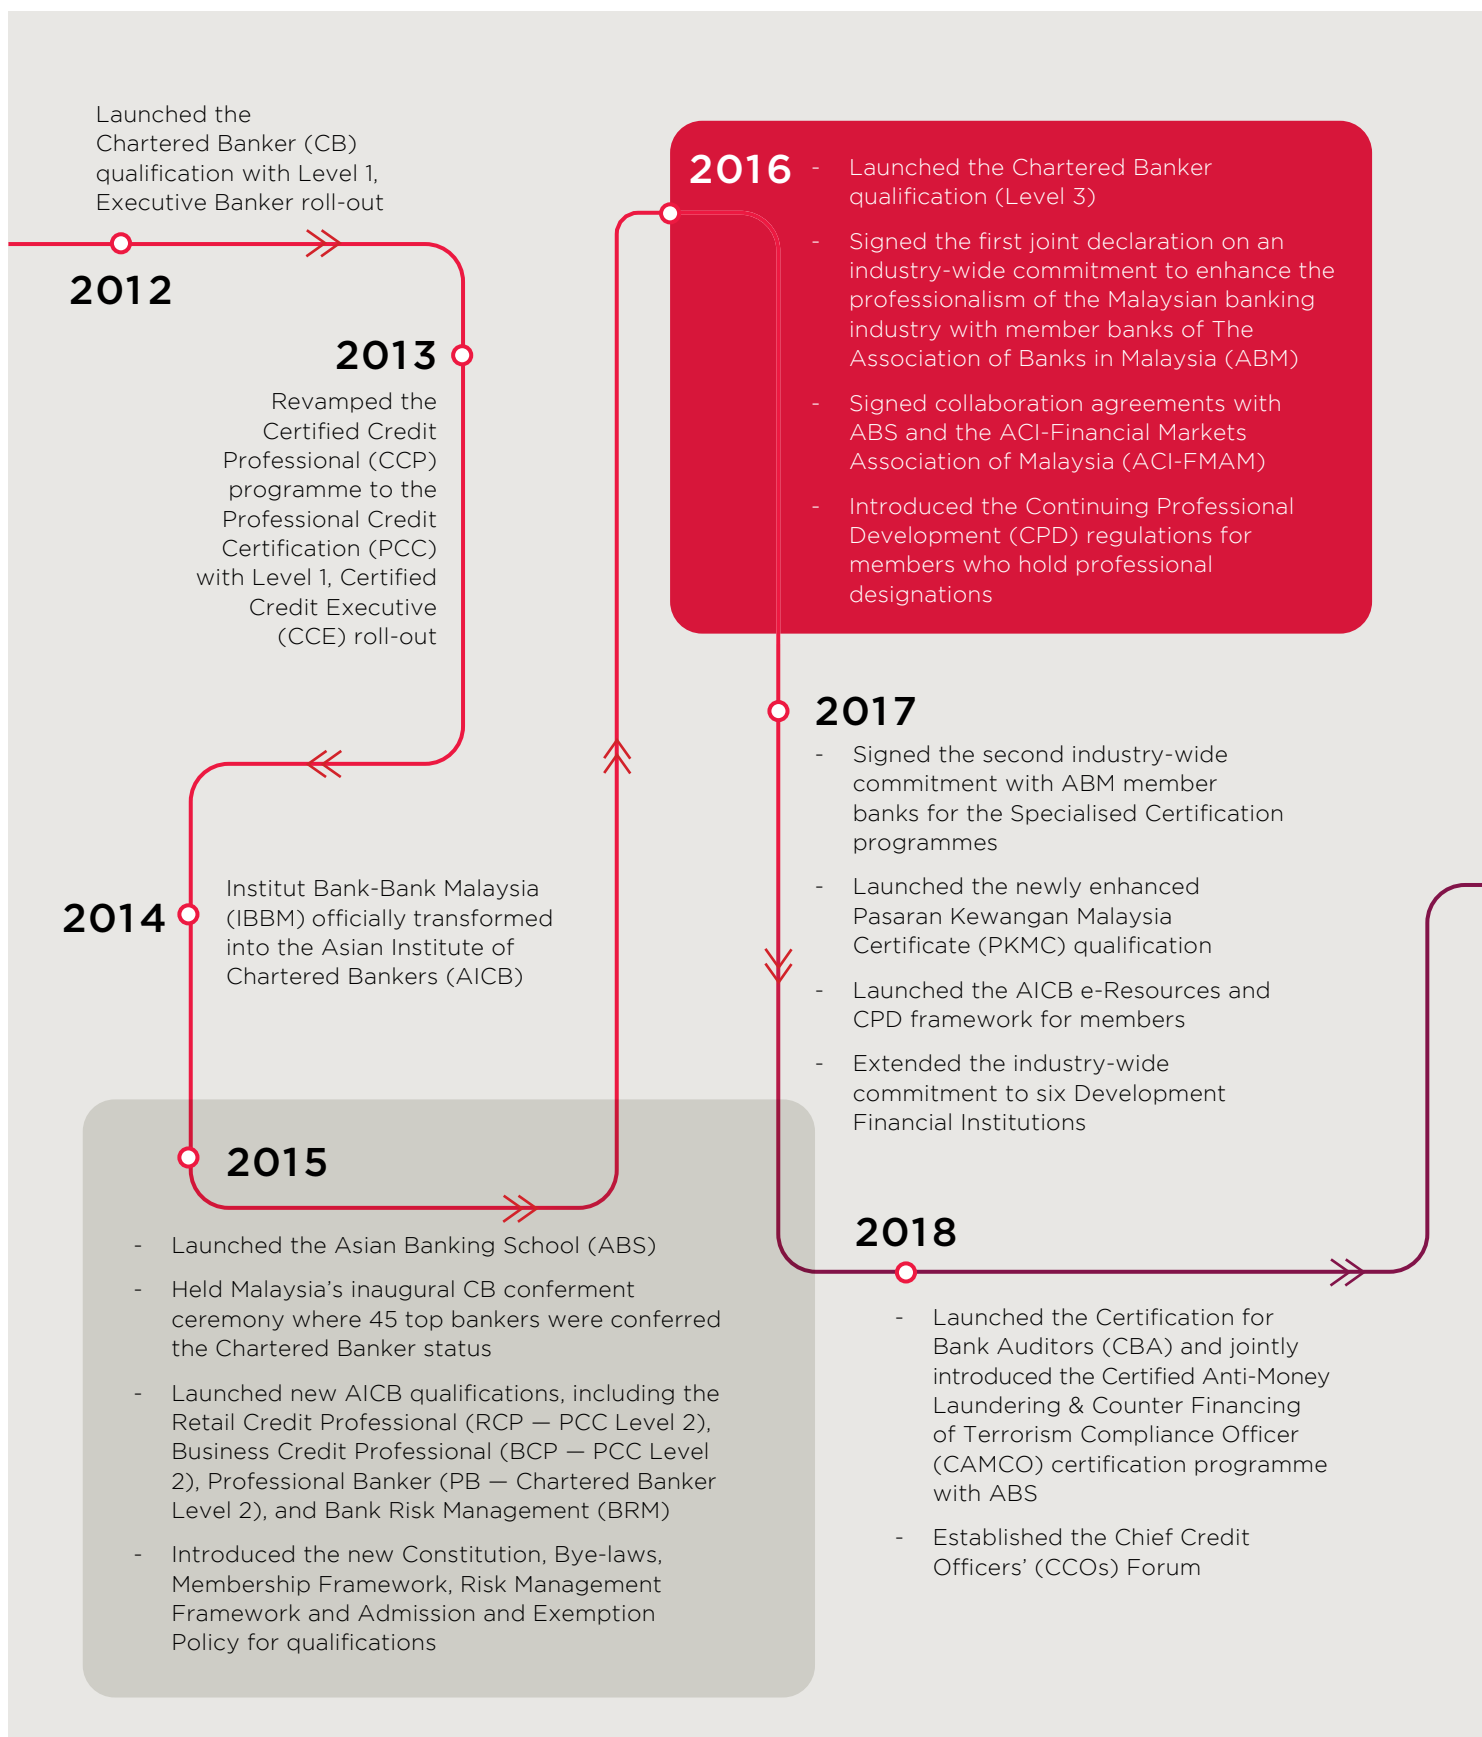 Launched the
Chartered Banker (CB)
qualification with Level 1,
Executive Banker roll-out
2012
2013
Revamped the
Certified Credit
Professional (CCP)
programme to the
Professional Credit
Certification (PCC)
with Level 1, Certified
Credit Executive
(CCE) roll-out
2014
Institut Bank-Bank Malaysia
(IBBM) officially transformed
into the Asian Institute of
Chartered Bankers (AICB)
2015
- Launched the Asian Banking School (ABS)
- Held Malaysia’s inaugural CB conferment
ceremony where 45 top bankers were conferred
the Chartered Banker status
- Launched new AICB qualifications, including the
Retail Credit Professional (RCP — PCC Level 2),
Business Credit Professional (BCP — PCC Level
2), Professional Banker (PB — Chartered Banker
Level 2), and Bank Risk Management (BRM)
- Introduced the new Constitution, Bye-laws,
Membership Framework, Risk Management
Framework and Admission and Exemption
Policy for qualifications
2016
- Launched the Chartered Banker
qualification (Level 3)
- Signed the first joint declaration on an
industry-wide commitment to enhance the
professionalism of the Malaysian banking
industry with member banks of The
Association of Banks in Malaysia (ABM)
- Signed collaboration agreements with
ABS and the ACI-Financial Markets
Association of Malaysia (ACI-FMAM)
- Introduced the Continuing Professional
Development (CPD) regulations for
members who hold professional
designations
2017
- Signed the second industry-wide
commitment with ABM member
banks for the Specialised Certification
programmes
- Launched the newly enhanced
Pasaran Kewangan Malaysia
Certificate (PKMC) qualification
- Launched the AICB e-Resources and
CPD framework for members
- Extended the industry-wide
commitment to six Development
Financial Institutions
2018
- Launched the Certification for
Bank Auditors (CBA) and jointly
introduced the Certified Anti-Money
Laundering & Counter Financing
of Terrorism Compliance Officer
(CAMCO) certification programme
with ABS
- Established the Chief Credit
Officers’ (CCOs) Forum